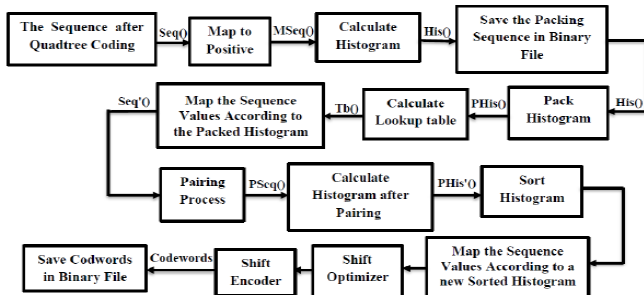 The Sequence after
Quadtree Coding
Seq()
Map to
Positive
MSeq()
Calculate
Histogram
His()
Save the Packing
Sequence in Binary
File
His()
Pack
Histogram
PHis()
Calculate
Lookup table
Tb()
Map the Sequence
Values According to
the Packed Histogram
Seq'()
Pairing
Process
PSeq()
Calculate
Histogram after
Pairing
PHis'()
Sort
Histogram
Map the Sequence
Values According to a
new Sorted Histogram
Shift
Optimizer
Shift
Encoder
Codewords
Save Codwords
in Binary File